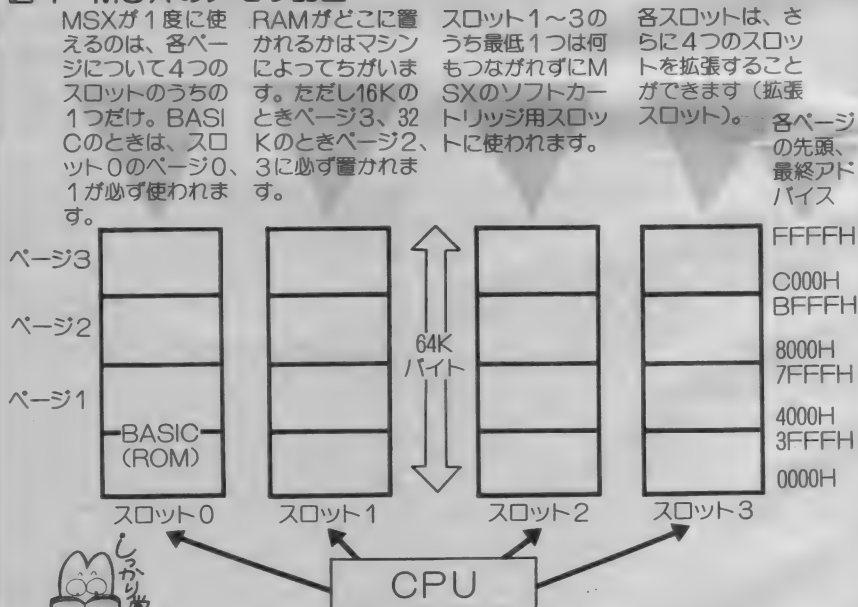 MSXが1度に使
えるのは、各ペー
ジについて4つの
スロットのうちの
1つだけ。BASI
Cのときは、スロ
ット0のページ0、
1が必ず使われま
す。
RAMがどこに置
かれるかはマシン
によってちがいま
す。ただし16Kの
ときページ3、32
Kのときページ2、
3に必ず置かれま
す。
スロット1～3の
うち最低1つは何
もつながれずにM
SXのソフトカー
トリッジ用スロッ
トに使われます。
各スロットは、さ
らに4つのスロッ
トを拡張すること
ができます（拡張
スロット）。
各ページ
の先頭、
最終アド
バイス
ページ3
ページ2
ページ1
BASIC
(ROM)
64K
バイト
FFFFH
C000H
BFFFH
8000H
7FFFH
4000H
3FFFH
0000H
スロット0
スロット1
スロット2
スロット3
CPU
しっかり